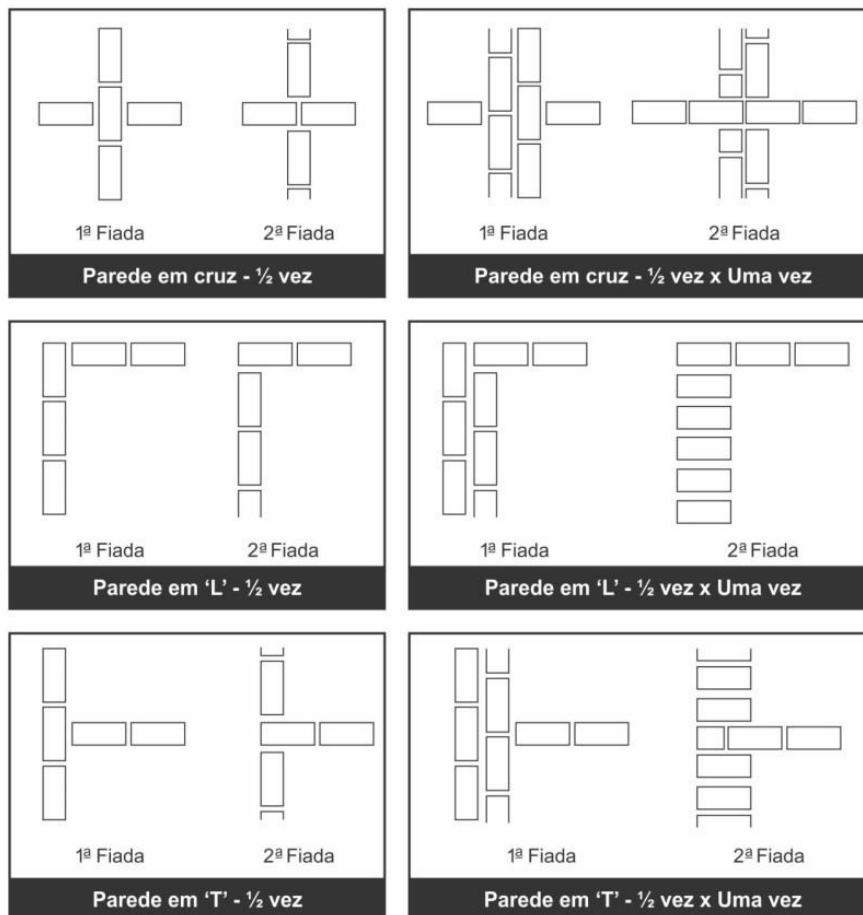 1ª Fiada 2ª Fiada
Parede em cruz - ½ vez
1ª Fiada 2ª Fiada
Parede em cruz - ½ vez x Uma vez
1ª Fiada 2ª Fiada
Parede em ‘L’ - ½ vez
1ª Fiada 2ª Fiada
Parede em ‘L’ - ½ vez x Uma vez
1ª Fiada 2ª Fiada
Parede em ‘T’ - ½ vez
1ª Fiada 2ª Fiada
Parede em ‘T’ - ½ vez x Uma vez